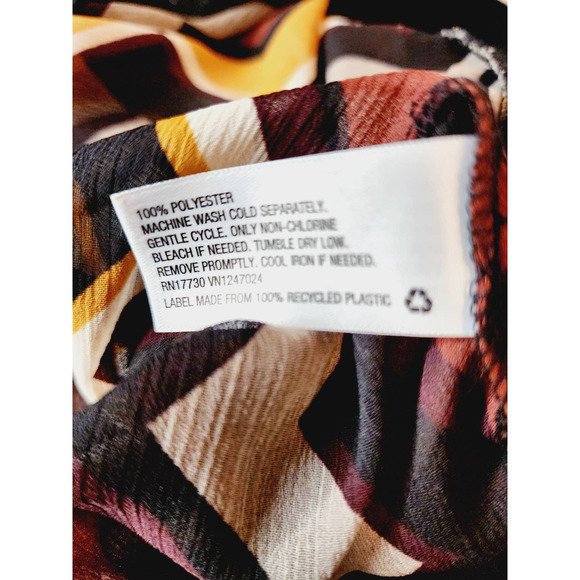 100% POLYESTER
MACHINE WASH COLD SEPARATELY.
GENTLE CYCLE. ONLY NON-CHLORINE
BLEACH IF NEEDED. TUMBLE DRY LOW.
REMOVE PROMPTLY. COOL IRON IF NEEDED.
RN17730 VN1247024
LABEL MADE FROM 100% RECYCLED PLASTIC